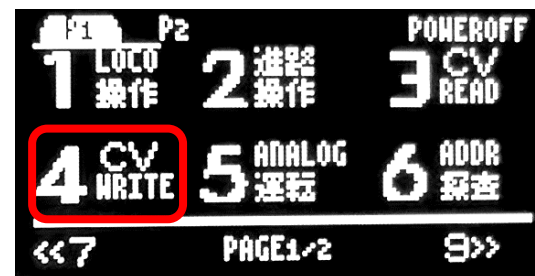 P1 P2 POWEROFF
1 LOCO 操作 2 進路 操作 3 CV READ
4 CV WRITE 5 ANALOG 運転 6 ADDR 探査
<<7 PAGE1/2 9>>